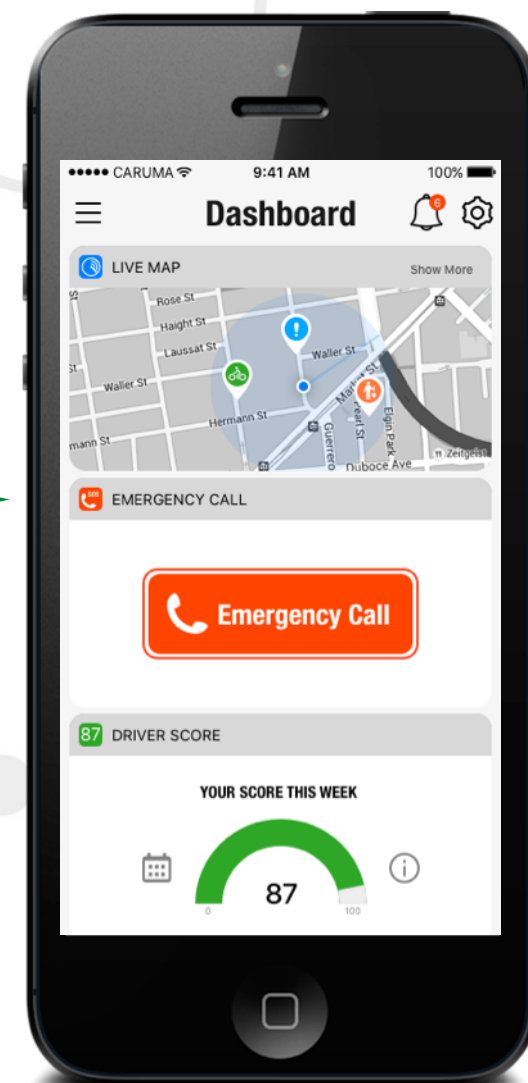 CARUMA 9:41 AM 100%
Dashboard 6
LIVE MAP Show More
Rose St
Haight St
Laussat St
Waller St
Waller St
Market St
Hermann St
mann St
Guerrero
Pearl St
Elgin Park
Zeitgeist
Duboce Ave
SOS EMERGENCY CALL
Emergency Call
87 DRIVER SCORE
YOUR SCORE THIS WEEK
87
0 100